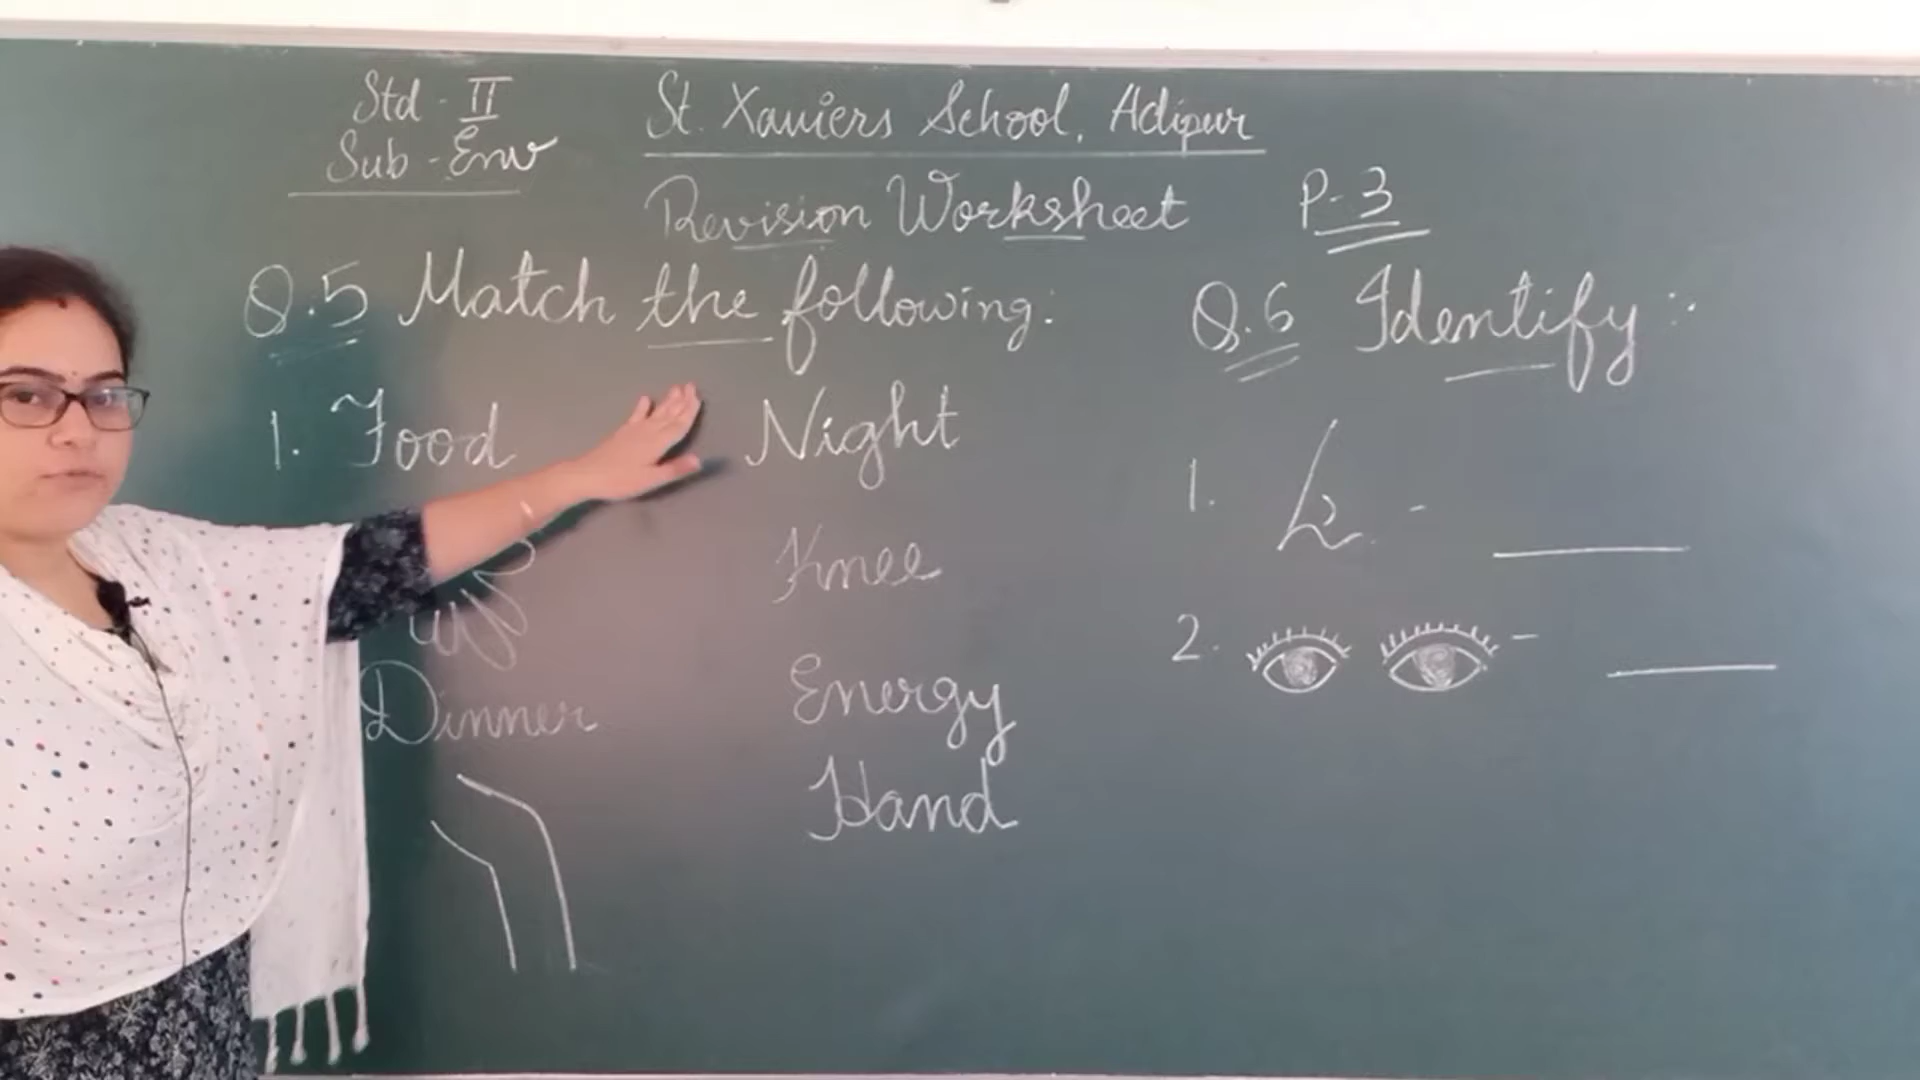 Std - II
Sub - Env
St. Xaviers School, Adipur
Revision Worksheet
P-3
Q.5 Match the following:
1. Food
Night
Knee
Dinner
Energy
Hand
Q.6 Identify:
1. -
2. -